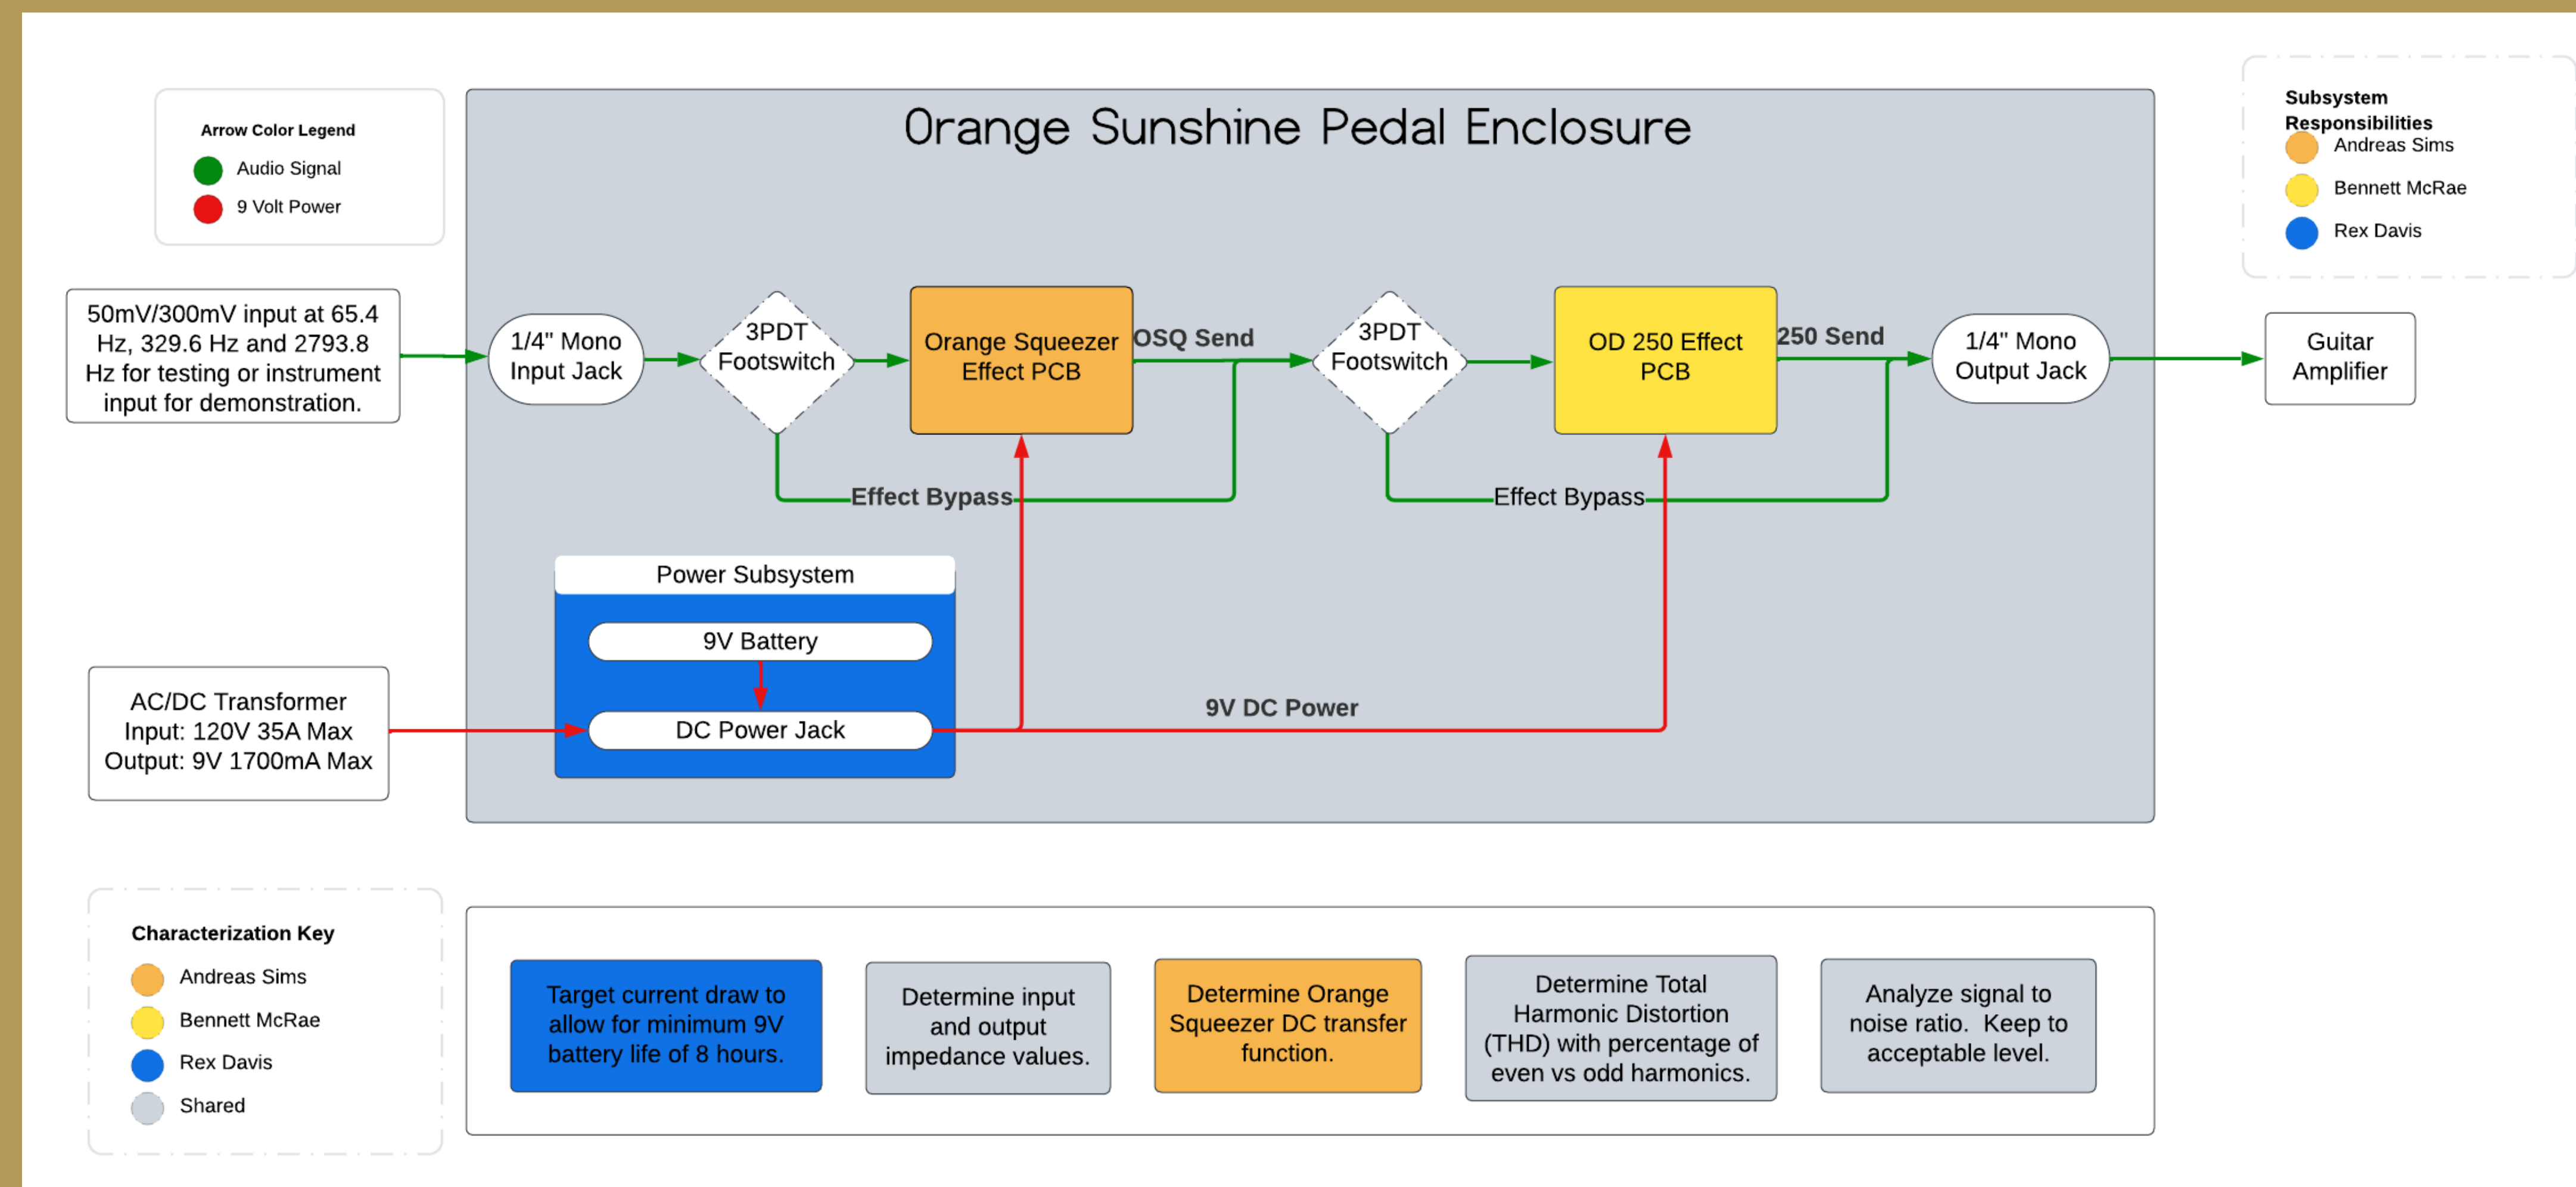 Orange Sunshine Pedal Enclosure
Arrow Color Legend
Audio Signal
9 Volt Power
Subsystem
Responsibilities
Andreas Sims
Bennett McRae
Rex Davis
50mV/300mV input at 65.4
Hz, 329.6 Hz and 2793.8
Hz for testing or instrument
input for demonstration.
1/4" Mono
Input Jack
3PDT
Footswitch
Orange Squeezer
Effect PCB
OSQ Send
3PDT
Footswitch
OD 250 Effect
PCB
250 Send
1/4" Mono
Output Jack
Guitar
Amplifier
Effect Bypass
Effect Bypass
Power Subsystem
9V Battery
DC Power Jack
9V DC Power
AC/DC Transformer
Input: 120V 35A Max
Output: 9V 1700mA Max
Characterization Key
Andreas Sims
Bennett McRae
Rex Davis
Shared
Target current draw to
allow for minimum 9V
battery life of 8 hours.
Determine input
and output
impedance values.
Determine Orange
Squeezer DC transfer
function.
Determine Total
Harmonic Distortion
(THD) with percentage of
even vs odd harmonics.
Analyze signal to
noise ratio. Keep to
acceptable level.